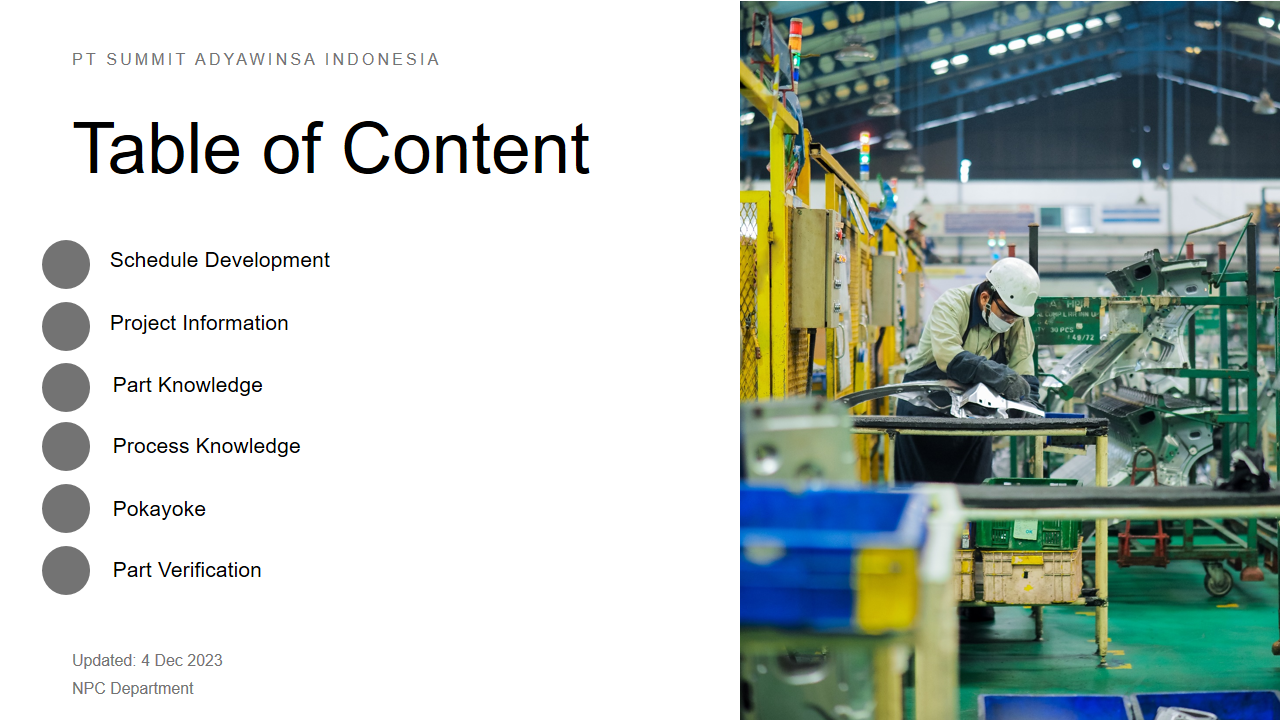 PT SUMMIT ADYAWINSA INDONESIA
Table of Content
Schedule Development
Project Information
Part Knowledge
Process Knowledge
Pokayoke
Part Verification
Updated: 4 Dec 2023
NPC Department